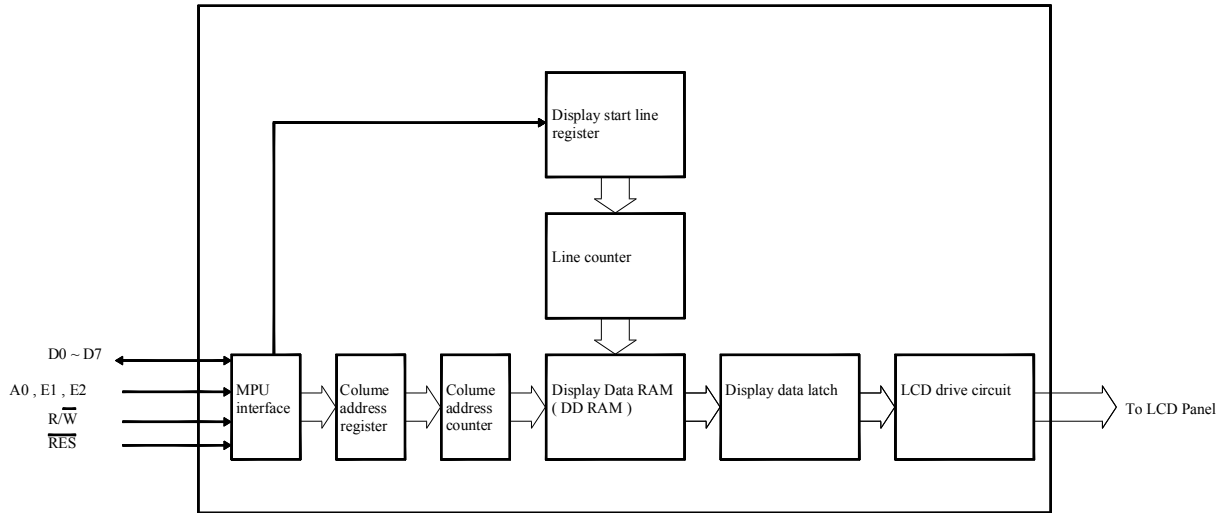 Display start line
register
Line counter
D0 ~ D7
A0 , E1 , E2
R/W̅
R̅E̅S̅
MPU
interface
Colume
address
register
Colume
address
counter
Display Data RAM
( DD RAM )
Display data latch
LCD drive circuit
To LCD Panel